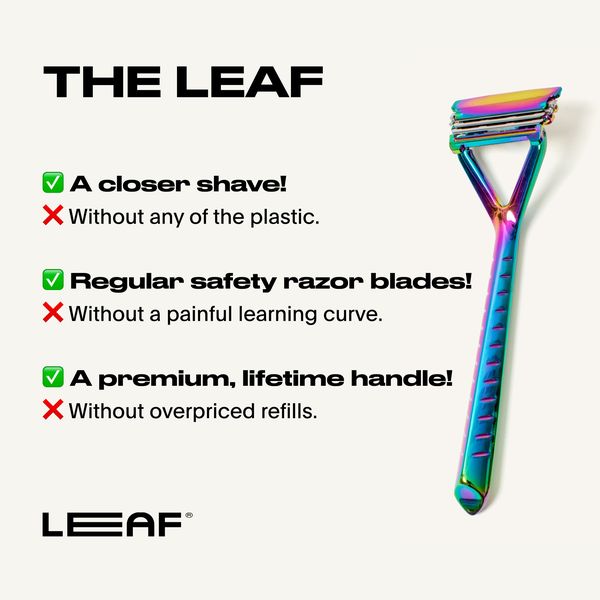 THE LEAF
✅ A closer shave!
❌ Without any of the plastic.
✅ Regular safety razor blades!
❌ Without a painful learning curve.
✅ A premium, lifetime handle!
❌ Without overpriced refills.
LEAF®